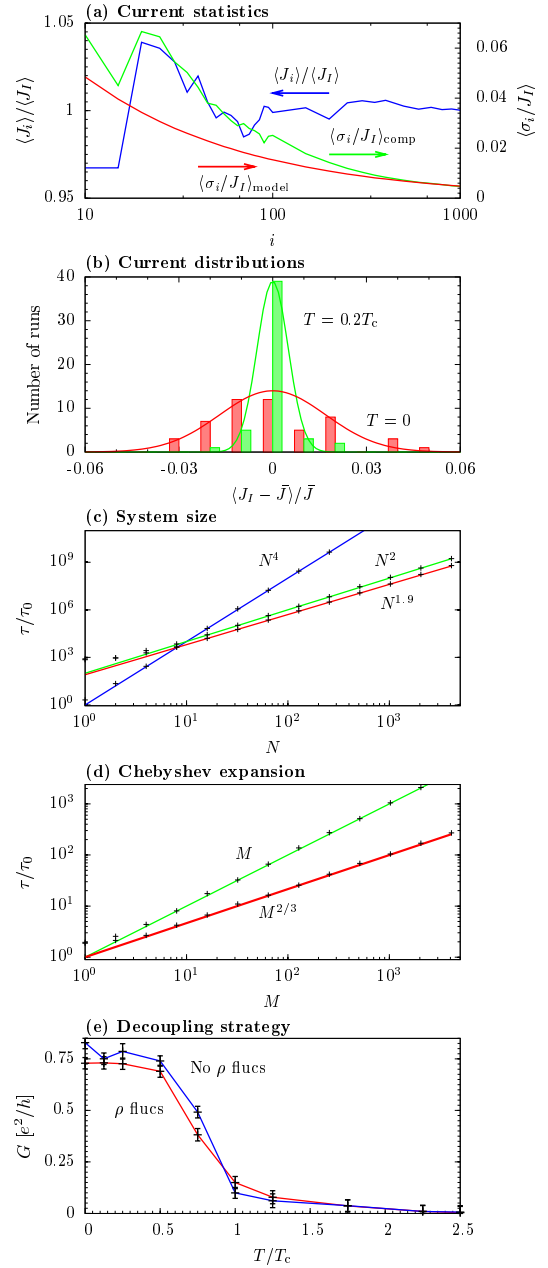 (a) Current statistics
⟨J_i⟩/⟨J_I⟩
1.05
1
0.95
⟨J_i⟩/⟨J_I⟩
⟨σ_i/J_I⟩_comp
⟨σ_i/J_I⟩_model
0.06
0.04
0.02
0
⟨σ_i/J_I⟩
10 100 1000
i
(b) Current distributions
Number of runs
40
30
20
10
0
T = 0.2T_c
T = 0
-0.06 -0.03 0 0.03 0.06
⟨J_I − J̄⟩/J̄
(c) System size
τ/τ_0
10^9
10^6
10^3
10^0
N^4 N^2
N^1.9
10^0 10^1 10^2 10^3
N
(d) Chebyshev expansion
τ/τ_0
10^3
10^2
10^1
10^0
M
M^2/3
10^0 10^1 10^2 10^3
M
(e) Decoupling strategy
G [e^2/h]
0.75
0.5
0.25
0
No ρ flucs
ρ flucs
0 0.5 1 1.5 2 2.5
T/T_c